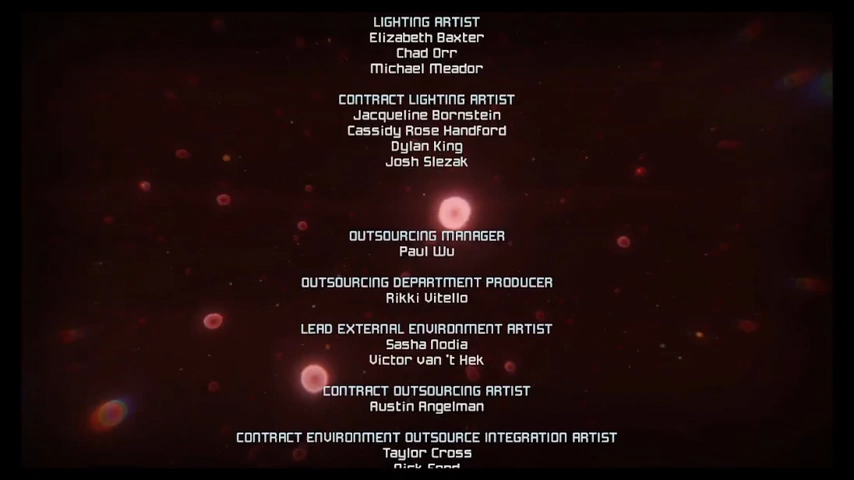 LIGHTING ARTIST
Elizabeth Baxter
Chad Orr
Michael Meador
CONTRACT LIGHTING ARTIST
Jacqueline Bornstein
Cassidy Rose Handford
Dylan King
Josh Slezak
OUTSOURCING MANAGER
Paul Wu
OUTSOURCING DEPARTMENT PRODUCER
Rikki Vitello
LEAD EXTERNAL ENVIRONMENT ARTIST
Sasha Nodia
Victor van 't Hek
CONTRACT OUTSOURCING ARTIST
Austin Angelman
CONTRACT ENVIRONMENT OUTSOURCE INTEGRATION ARTIST
Taylor Cross